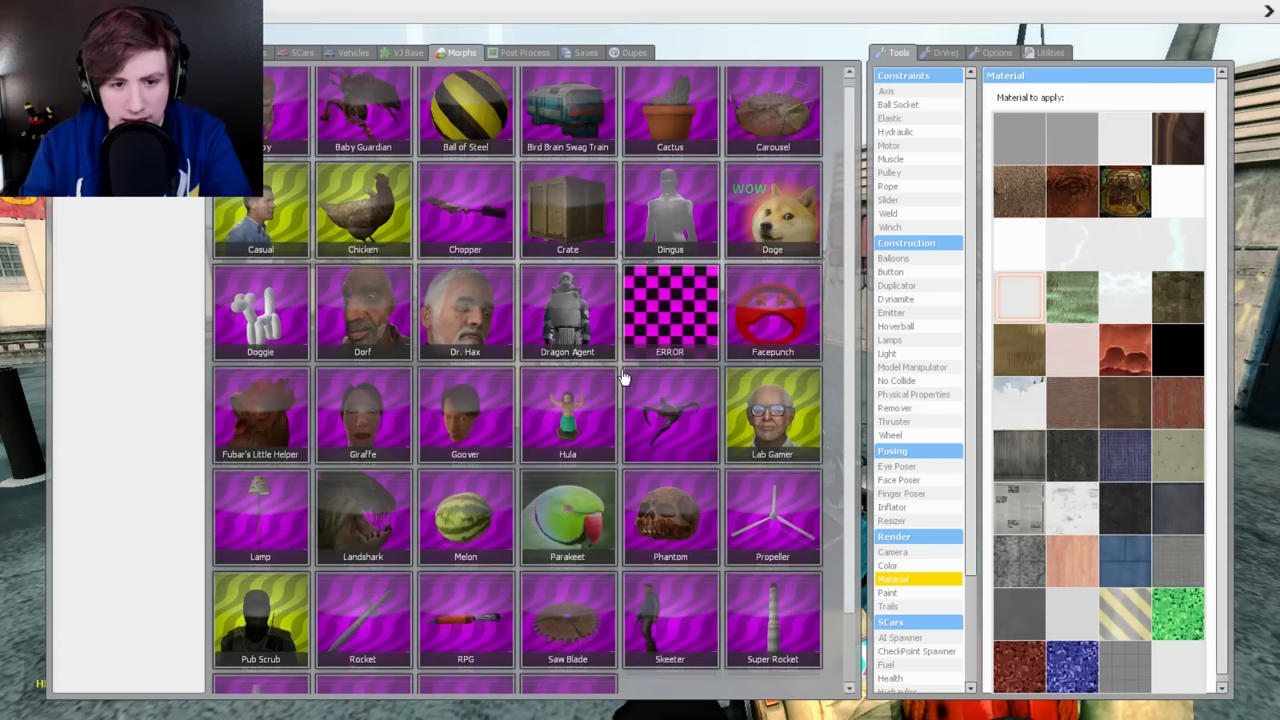 SCars Vehicles VJ Base Morphs Post Process Saves Dupes
Tools DrVrej Options Utilities
Baby Guardian Ball of Steel Bird Brain Swag Train Cactus Carousel
WOW
Casual Chicken Chopper Crate Dingus Doge
Doggie Dorf Dr. Hax Dragon Agent ERROR Facepunch
Fubar's Little Helper Giraffe Goover Hula Lab Gamer
Lamp Landshark Melon Parakeet Phantom Propeller
Pub Scrub Rocket RPG Saw Blade Skeeter Super Rocket
Constraints
Axis
Ball Socket
Elastic
Hydraulic
Motor
Muscle
Pulley
Rope
Slider
Weld
Winch
Construction
Balloons
Button
Duplicator
Dynamite
Emitter
Hoverball
Lamps
Light
Model Manipulator
No Collide
Physical Properties
Remover
Thruster
Wheel
Posing
Eye Poser
Face Poser
Finger Poser
Inflator
Resizer
Render
Camera
Color
Material
Paint
Trails
SCars
AI Spawner
CheckPoint Spawner
Fuel
Health
Hydraulics
Material
Material to apply: